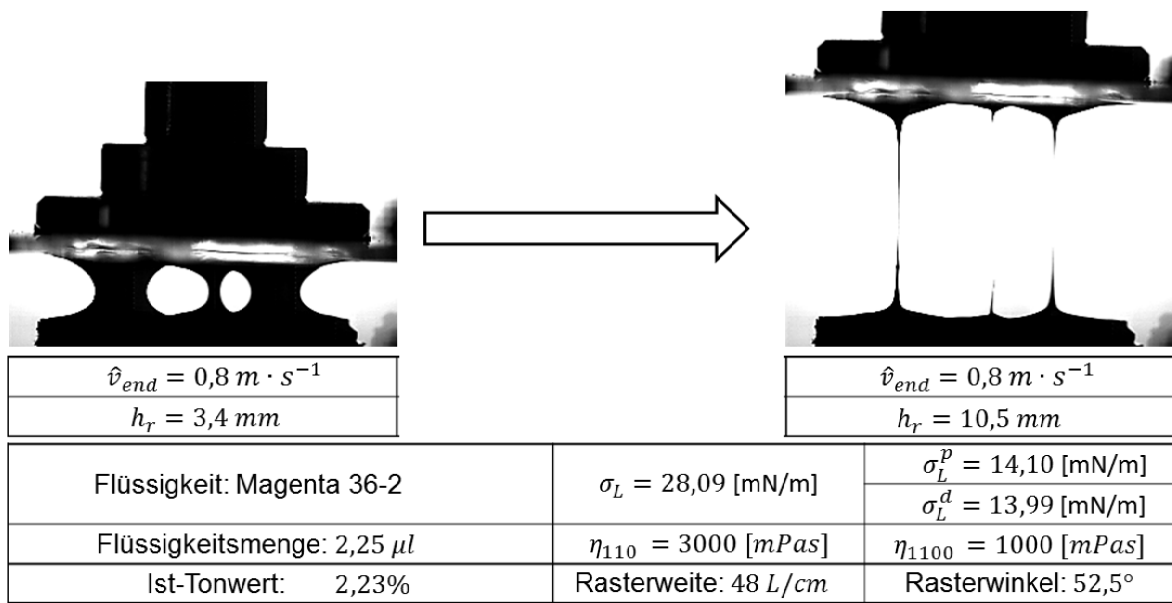 v̂_end = 0,8 m · s⁻¹
h_r = 3,4 mm
v̂_end = 0,8 m · s⁻¹
h_r = 10,5 mm
Flüssigkeit: Magenta 36-2
σ_L = 28,09 [mN/m]
σ_L^p = 14,10 [mN/m]
σ_L^d = 13,99 [mN/m]
Flüssigkeitsmenge: 2,25 μl
η₁₁₀ = 3000 [mPas]
η₁₁₀₀ = 1000 [mPas]
Ist-Tonwert: 2,23%
Rasterweite: 48 L/cm
Rasterwinkel: 52,5°